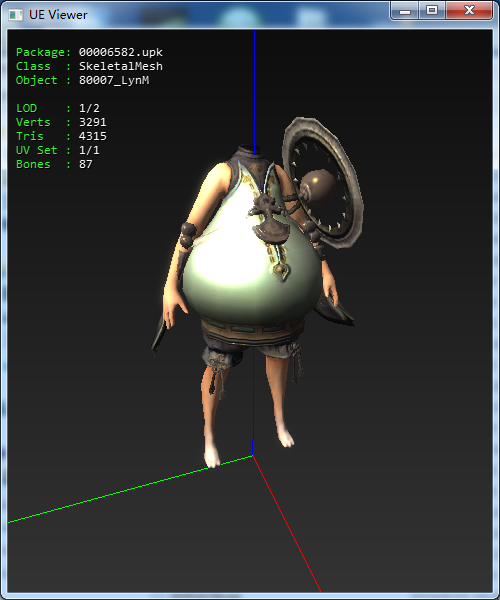 UE Viewer
Package: 00006582.upk
Class : SkeletalMesh
Object : 80007_LynM
LOD : 1/2
Verts : 3291
Tris : 4315
UV Set : 1/1
Bones : 87